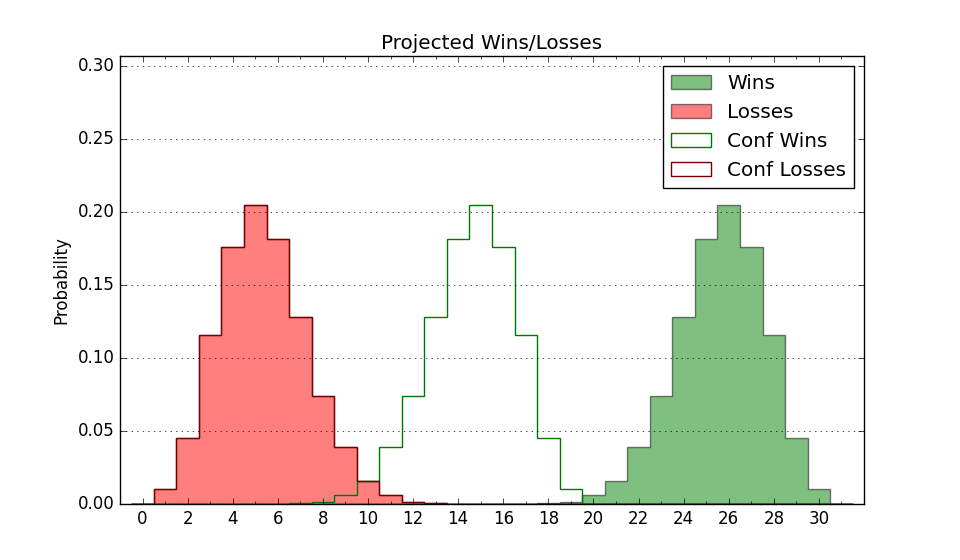 Projected Wins/Losses
0.30
0.25
0.20
0.15
0.10
0.05
0.00
Probability
Wins
Losses
Conf Wins
Conf Losses
0 2 4 6 8 10 12 14 16 18 20 22 24 26 28 30